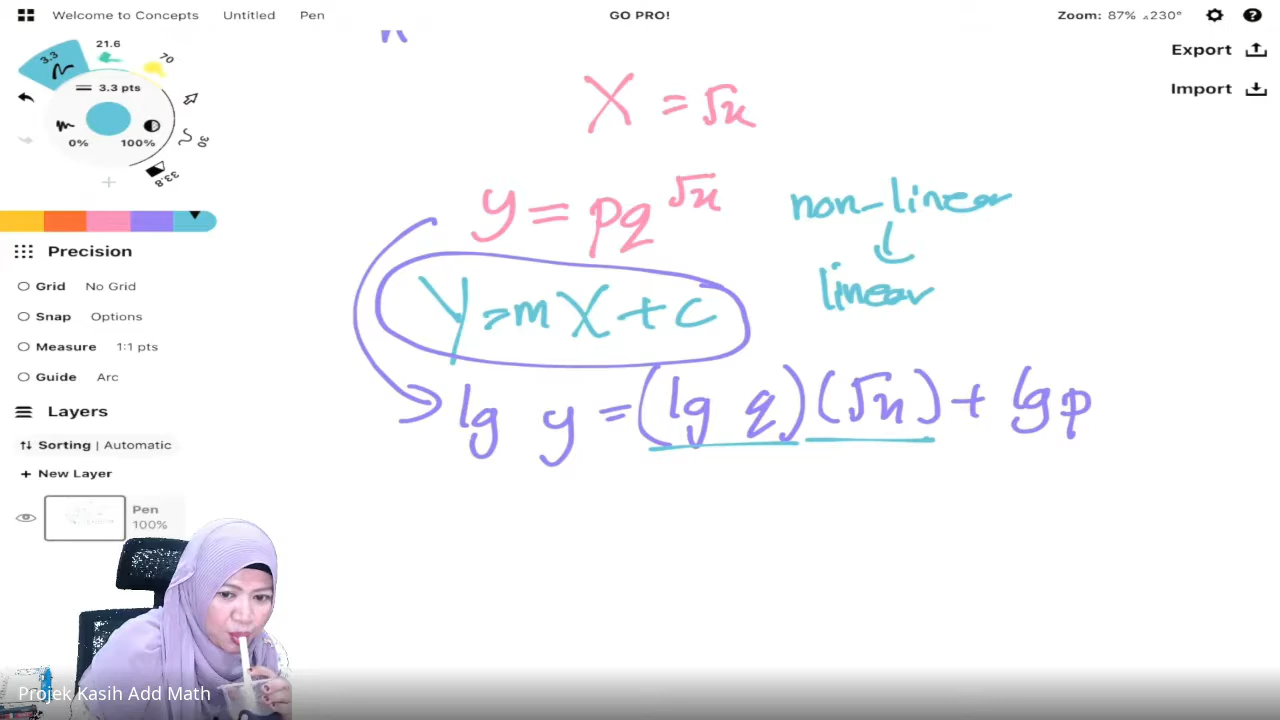 Welcome to Concepts Untitled Pen GO PRO! Zoom: 87% 230°
21.6
3.3
70
3.3 pts
0% 100%
30
33.8
Export
Import
Precision
Grid No Grid
Snap Options
Measure 1:1 pts
Guide Arc
Layers
Sorting | Automatic
+ New Layer
Pen
100%
X = √x
y = pq^√x
non-linear
↓
linear
Y = mX + c
lg y = (lg q)(√x) + lg p
Projek Kasih Add Math